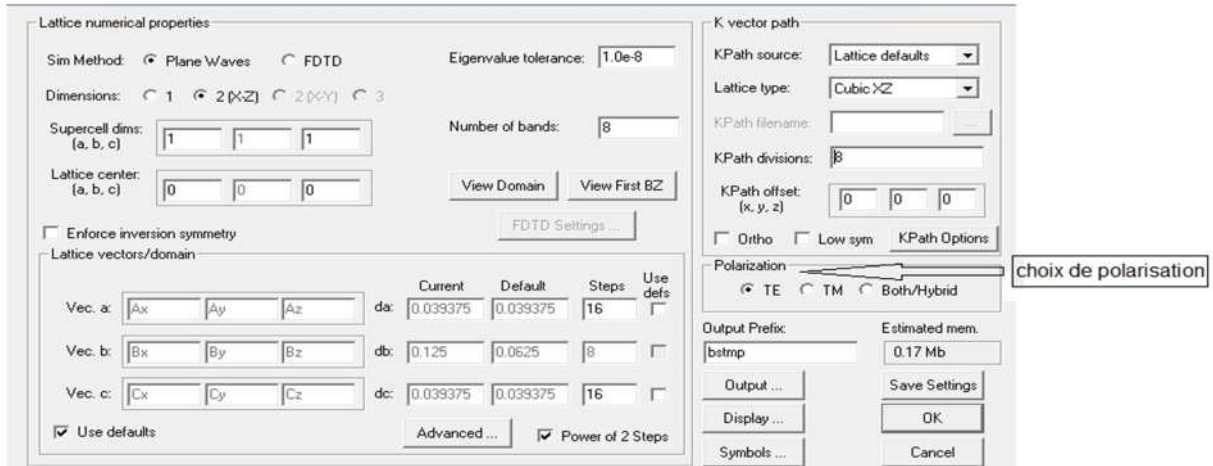 Lattice numerical properties
Sim Method: Plane Waves FDTD
Eigenvalue tolerance: 1.0e-8
Dimensions: 1 2 (X-Z) 2 (X-Y) 3
Supercell dims:
(a, b, c)
1 1 1
Number of bands: 8
Lattice center:
(a, b, c)
0 0 0
View Domain View First BZ
FDTD Settings ...
Enforce inversion symmetry
Lattice vectors/domain
Current Default Steps Use
defs
Vec. a: Ax Ay Az da: 0.039375 0.039375 16
Vec. b: Bx By Bz db: 0.125 0.0625 8
Vec. c: Cx Cy Cz dc: 0.039375 0.039375 16
Use defaults Advanced ... Power of 2 Steps
K vector path
KPath source: Lattice defaults
Lattice type: Cubic XZ
KPath filename: ...
KPath divisions: 8
KPath offset:
(x, y, z)
0 0 0
Ortho Low sym KPath Options
Polarization
TE TM Both/Hybrid
choix de polarisation
Output Prefix: Estimated mem.
bstmp 0.17 Mb
Output ... Save Settings
Display ... OK
Symbols ... Cancel